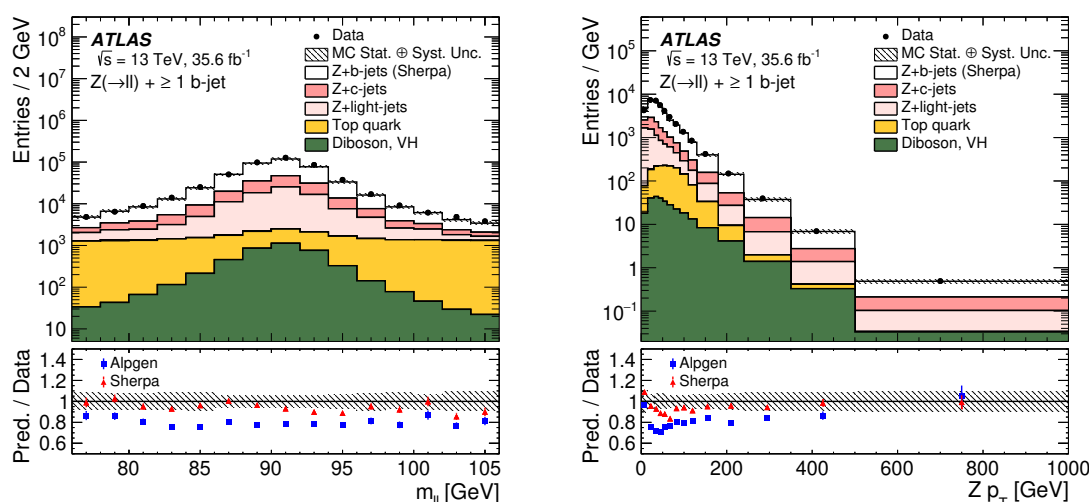 ATLAS
√s = 13 TeV, 35.6 fb⁻¹
Z(→ll) + ≥ 1 b-jet
Data
MC Stat. ⊕ Syst. Unc.
Z+b-jets (Sherpa)
Z+c-jets
Z+light-jets
Top quark
Diboson, VH
Entries / 2 GeV
10⁸
10⁷
10⁶
10⁵
10⁴
10³
10²
10
Pred. / Data
1.4
1.2
1.0
0.8
0.6
Alpgen
Sherpa
80 85 90 95 100 105
m_ll [GeV]
ATLAS
√s = 13 TeV, 35.6 fb⁻¹
Z(→ll) + ≥ 1 b-jet
Data
MC Stat. ⊕ Syst. Unc.
Z+b-jets (Sherpa)
Z+c-jets
Z+light-jets
Top quark
Diboson, VH
Entries / GeV
10⁵
10⁴
10³
10²
10
1
10⁻¹
Pred. / Data
1.4
1.2
1.0
0.8
0.6
Alpgen
Sherpa
0 200 400 600 800 1000
Z p_T [GeV]